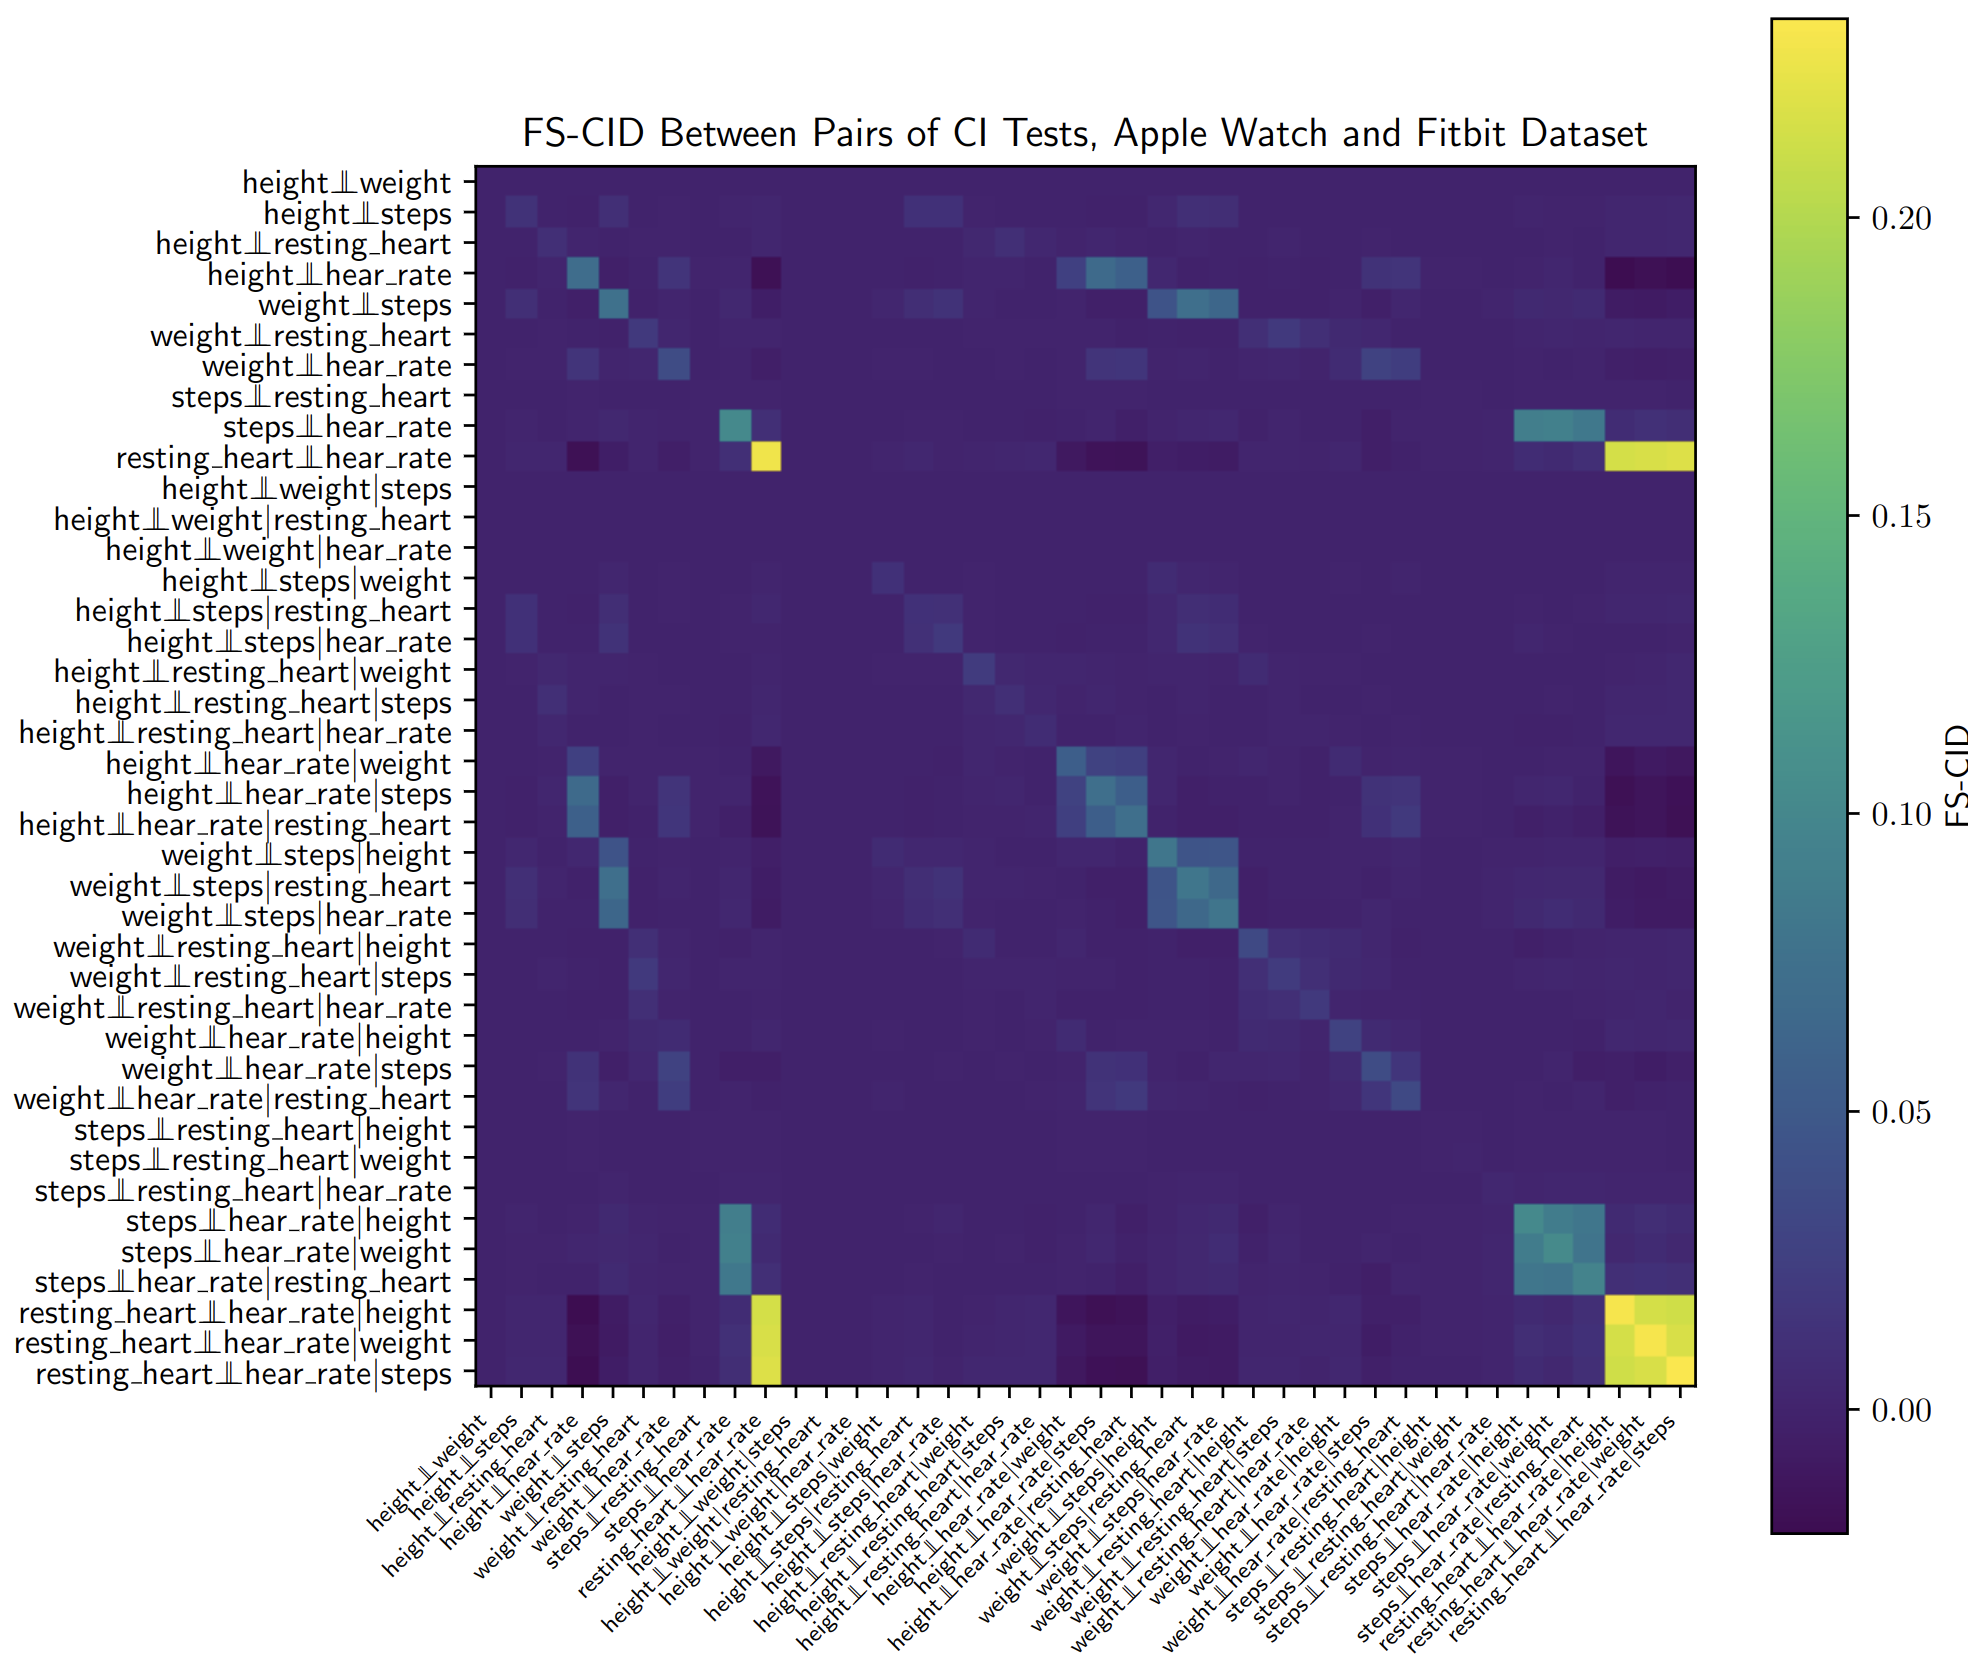 FS-CID Between Pairs of CI Tests, Apple Watch and Fitbit Dataset
height⫫weight
height⫫steps
height⫫resting_heart
height⫫hear_rate
weight⫫steps
weight⫫resting_heart
weight⫫hear_rate
steps⫫resting_heart
steps⫫hear_rate
resting_heart⫫hear_rate
height⫫weight|steps
height⫫weight|resting_heart
height⫫weight|hear_rate
height⫫steps|weight
height⫫steps|resting_heart
height⫫steps|hear_rate
height⫫resting_heart|weight
height⫫resting_heart|steps
height⫫resting_heart|hear_rate
height⫫hear_rate|weight
height⫫hear_rate|steps
height⫫hear_rate|resting_heart
weight⫫steps|height
weight⫫steps|resting_heart
weight⫫steps|hear_rate
weight⫫resting_heart|height
weight⫫resting_heart|steps
weight⫫resting_heart|hear_rate
weight⫫hear_rate|height
weight⫫hear_rate|steps
weight⫫hear_rate|resting_heart
steps⫫resting_heart|height
steps⫫resting_heart|weight
steps⫫resting_heart|hear_rate
steps⫫hear_rate|height
steps⫫hear_rate|weight
steps⫫hear_rate|resting_heart
resting_heart⫫hear_rate|height
resting_heart⫫hear_rate|weight
resting_heart⫫hear_rate|steps
height⫫weight
height⫫steps
height⫫resting_heart
height⫫hear_rate
weight⫫steps
weight⫫resting_heart
weight⫫hear_rate
steps⫫resting_heart
steps⫫hear_rate
resting_heart⫫hear_rate
height⫫weight|steps
height⫫weight|resting_heart
height⫫weight|hear_rate
height⫫steps|weight
height⫫steps|resting_heart
height⫫steps|hear_rate
height⫫resting_heart|weight
height⫫resting_heart|steps
height⫫resting_heart|hear_rate
height⫫hear_rate|weight
height⫫hear_rate|steps
height⫫hear_rate|resting_heart
weight⫫steps|height
weight⫫steps|resting_heart
weight⫫steps|hear_rate
weight⫫resting_heart|height
weight⫫resting_heart|steps
weight⫫resting_heart|hear_rate
weight⫫hear_rate|height
weight⫫hear_rate|steps
weight⫫hear_rate|resting_heart
steps⫫resting_heart|height
steps⫫resting_heart|weight
steps⫫resting_heart|hear_rate
steps⫫hear_rate|height
steps⫫hear_rate|weight
steps⫫hear_rate|resting_heart
resting_heart⫫hear_rate|height
resting_heart⫫hear_rate|weight
resting_heart⫫hear_rate|steps
0.20
0.15
0.10
0.05
0.00
FS-CID